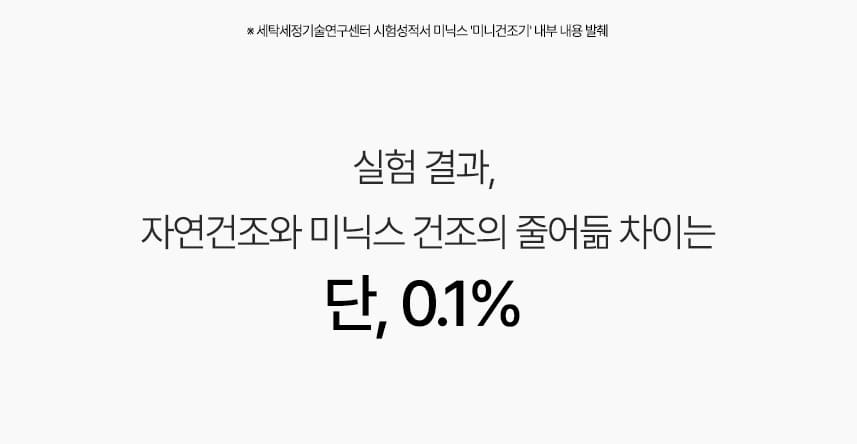 ※ 세탁세정기술연구센터 시험성적서 미닉스 '미니건조기' 내부 내용 발췌
실험 결과,
자연건조와 미닉스 건조의 줄어듦 차이는
단, 0.1%